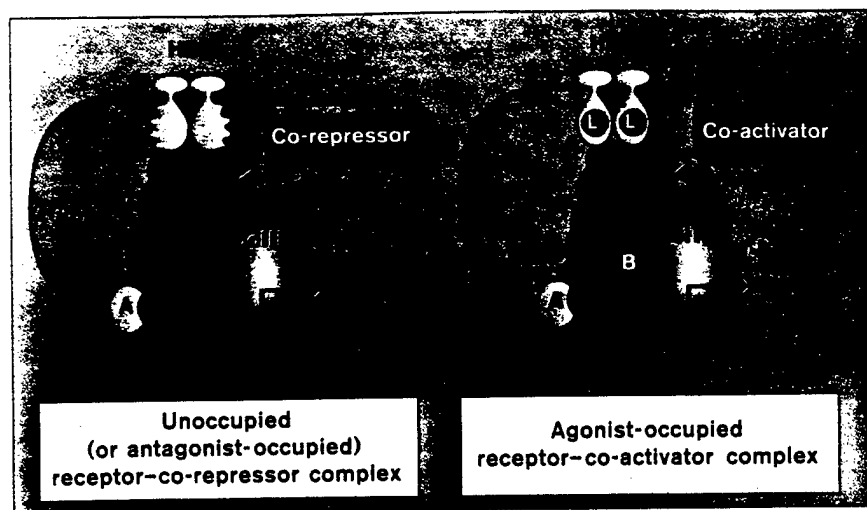 Co-repressor
A
L L
Co-activator
B
A
Unoccupied
(or antagonist-occupied)
receptor–co-repressor complex
Agonist-occupied
receptor–co-activator complex